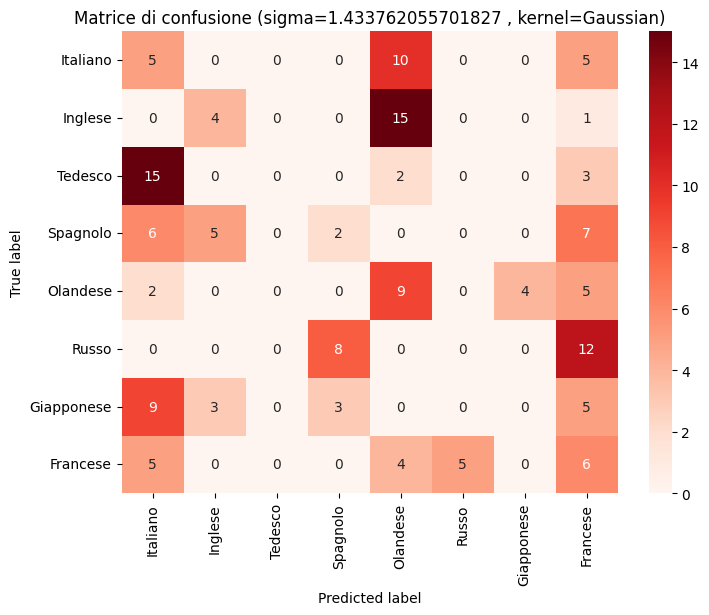 Matrice di confusione (sigma=1.433762055701827 , kernel=Gaussian)
Italiano 5 0 0 0 10 0 0 5
Inglese 0 4 0 0 15 0 0 1
Tedesco 15 0 0 0 2 0 0 3
Spagnolo 6 5 0 2 0 0 0 7
Olandese 2 0 0 0 9 0 4 5
Russo 0 0 0 8 0 0 0 12
Giapponese 9 3 0 3 0 0 0 5
Francese 5 0 0 0 4 5 0 6
True label
Italiano Inglese Tedesco Spagnolo Olandese Russo Giapponese Francese
Predicted label
14
12
10
8
6
4
2
0